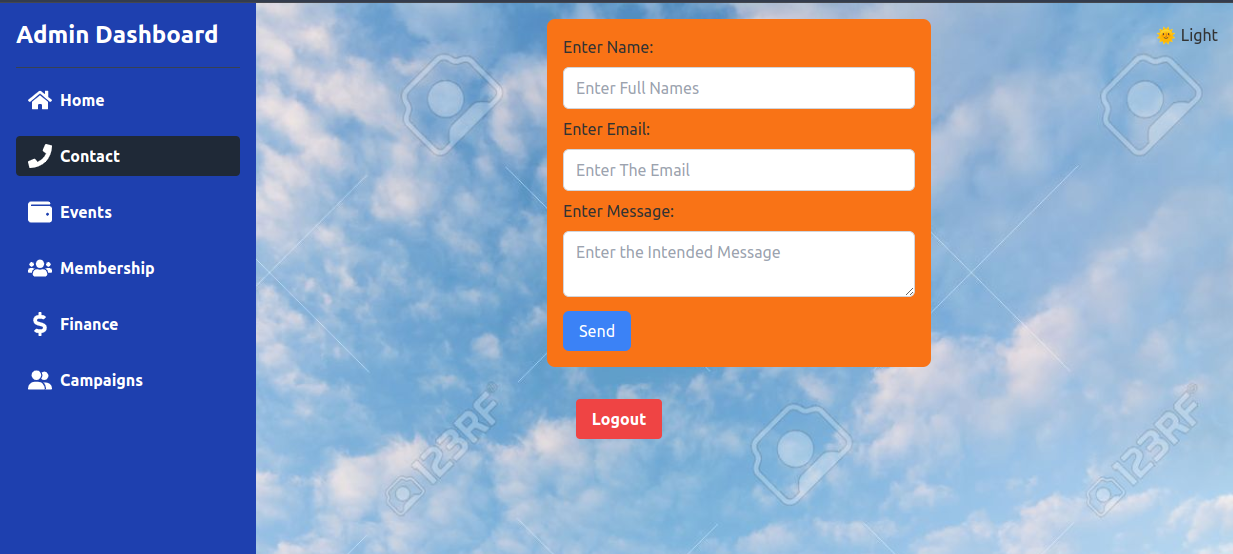 Admin Dashboard
Home
Contact
Events
Membership
Finance
Campaigns
Enter Name:
Enter Full Names
Enter Email:
Enter The Email
Enter Message:
Enter the Intended Message
Send
Logout
🌞 Light
123RF
123RF